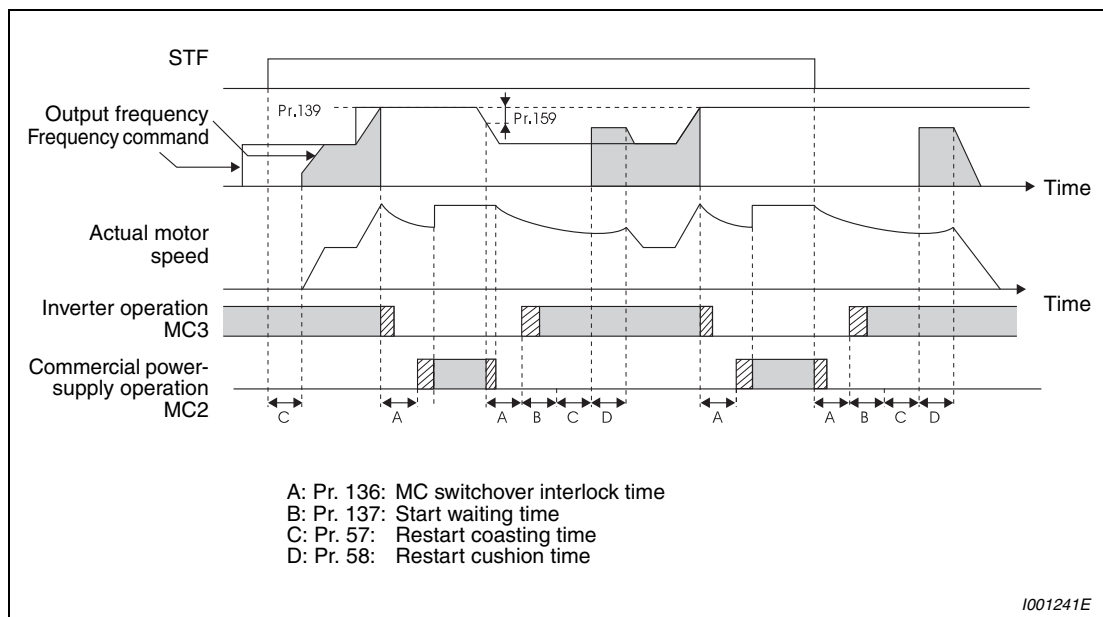 STF
Output frequency
Frequency command
Pr.139
Pr.159
Time
Actual motor
speed
Time
Inverter operation
MC3
Commercial power-
supply operation
MC2
C
A
A
B
C
D
A
A
B
C
D
A: Pr. 136: MC switchover interlock time
B: Pr. 137: Start waiting time
C: Pr. 57: Restart coasting time
D: Pr. 58: Restart cushion time
I001241E